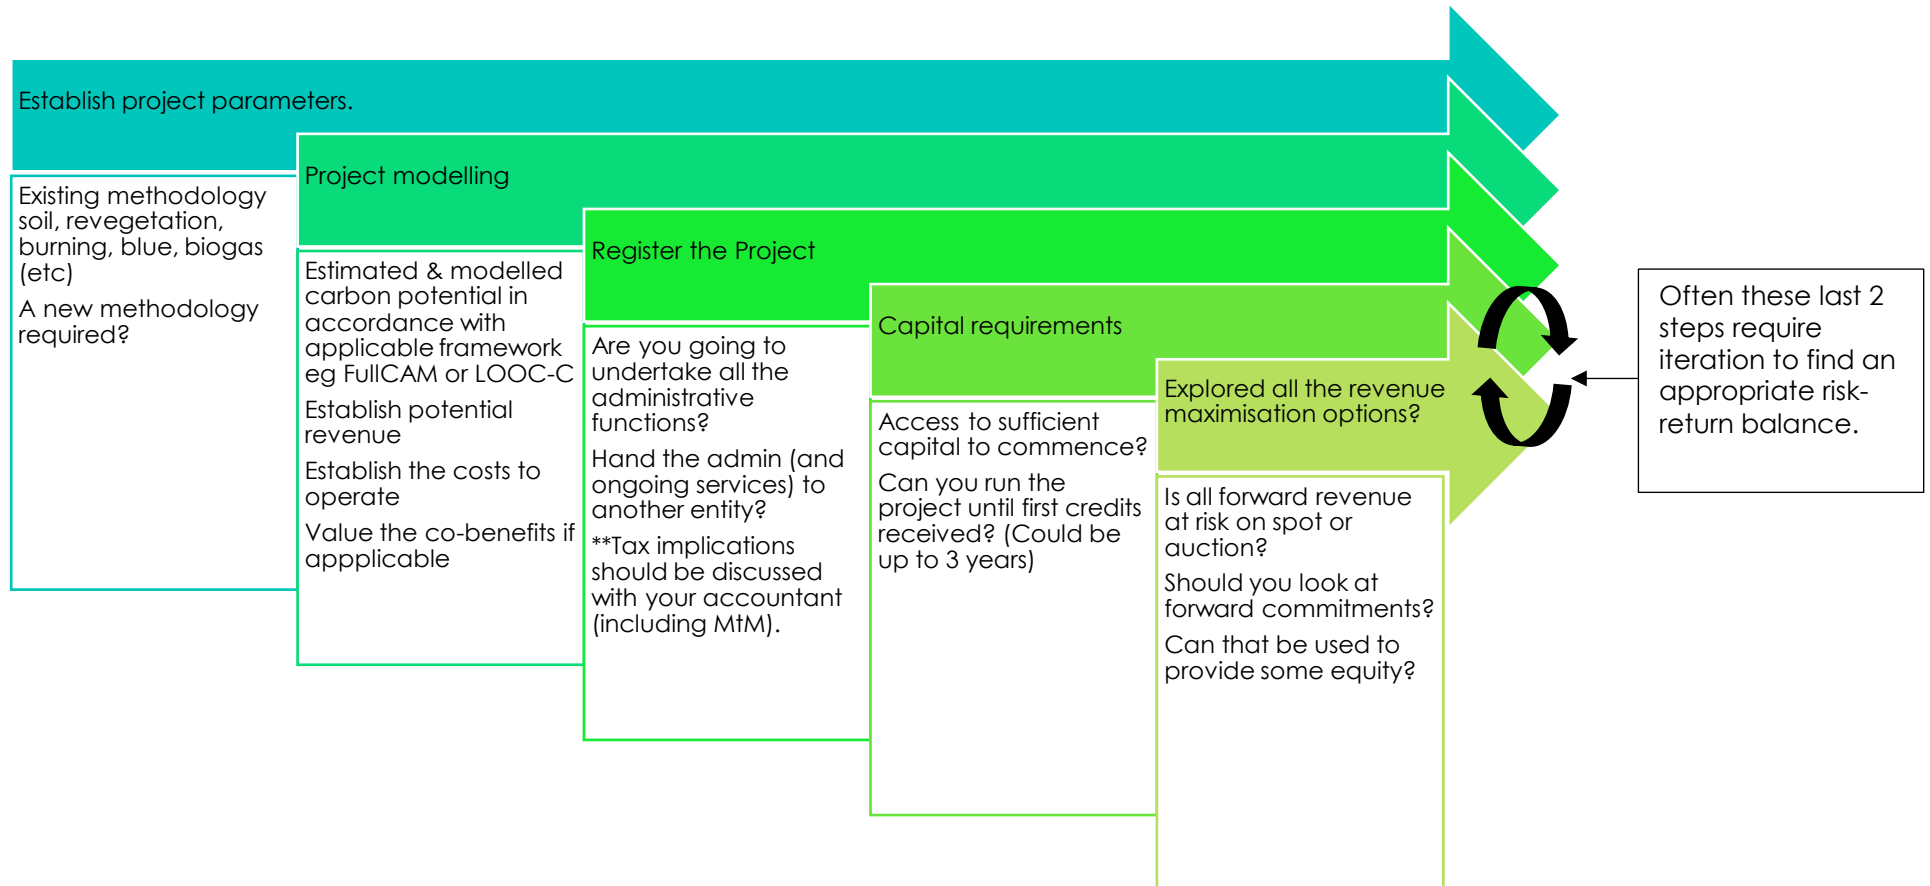 Establish project parameters.
Existing methodology
soil, revegetation,
burning, blue, biogas
(etc)
A new methodology
required?
Project modelling
Estimated & modelled
carbon potential in
accordance with
applicable framework
eg FullCAM or LOOC-C
Establish potential
revenue
Establish the costs to
operate
Value the co-benefits if
appplicable
Register the Project
Are you going to
undertake all the
administrative
functions?
Hand the admin (and
ongoing services) to
another entity?
**Tax implications
should be discussed
with your accountant
(including MtM).
Capital requirements
Access to sufficient
capital to commence?
Can you run the
project until first credits
received? (Could be
up to 3 years)
Explored all the revenue
maximisation options?
Is all forward revenue
at risk on spot or
auction?
Should you look at
forward commitments?
Can that be used to
provide some equity?
Often these last 2
steps require
iteration to find an
appropriate risk-
return balance.